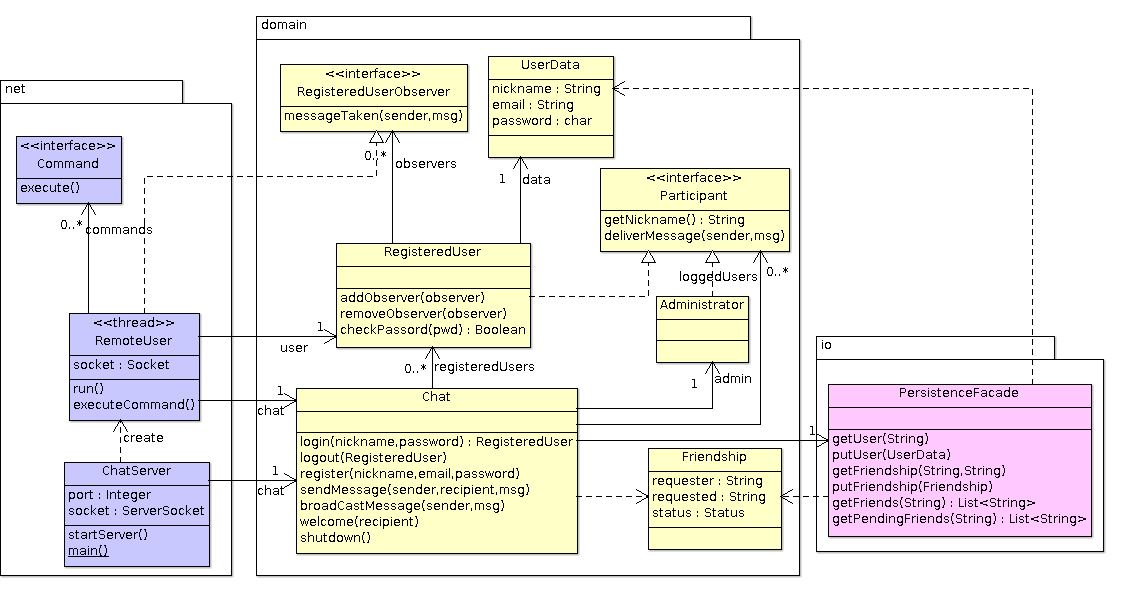 net
<<interface>>
Command
execute()
0..*
commands
<<thread>>
RemoteUser
socket : Socket
run()
executeCommand()
create
ChatServer
port : Integer
socket : ServerSocket
startServer()
main()
domain
<<interface>>
RegisteredUserObserver
messageTaken(sender,msg)
0..*
observers
UserData
nickname : String
email : String
password : char
1
data
<<interface>>
Participant
getNickname() : String
deliverMessage(sender,msg)
loggedUsers
0..*
RegisteredUser
addObserver(observer)
removeObserver(observer)
checkPassord(pwd) : Boolean
1
user
Administrator
1
admin
0..*
registeredUsers
1
chat
1
chat
Chat
login(nickname,password) : RegisteredUser
logout(RegisteredUser)
register(nickname,email,password)
sendMessage(sender,recipient,msg)
broadCastMessage(sender,msg)
welcome(recipient)
shutdown()
Friendship
requester : String
requested : String
status : Status
io
1
PersistenceFacade
getUser(String)
putUser(UserData)
getFriendship(String,String)
putFriendship(Friendship)
getFriends(String) : List<String>
getPendingFriends(String) : List<String>